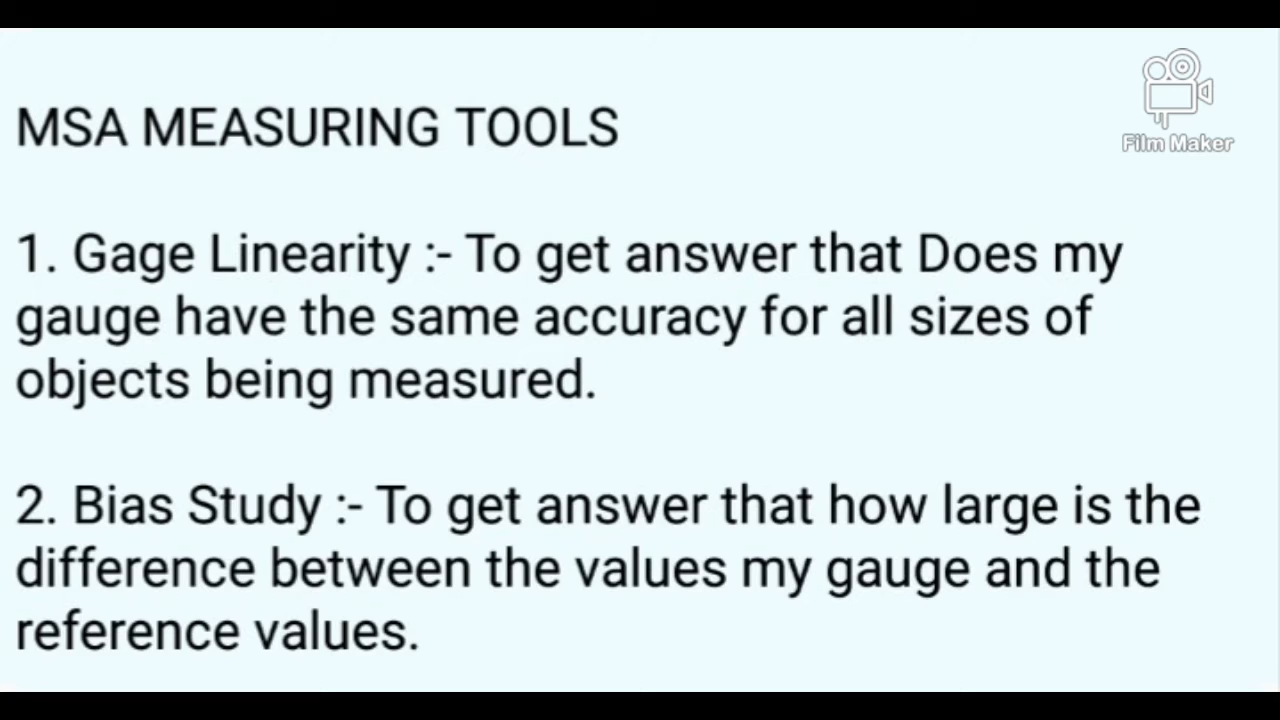 MSA MEASURING TOOLS
Film Maker
1. Gage Linearity :- To get answer that Does my
gauge have the same accuracy for all sizes of
objects being measured.
2. Bias Study :- To get answer that how large is the
difference between the values my gauge and the
reference values.